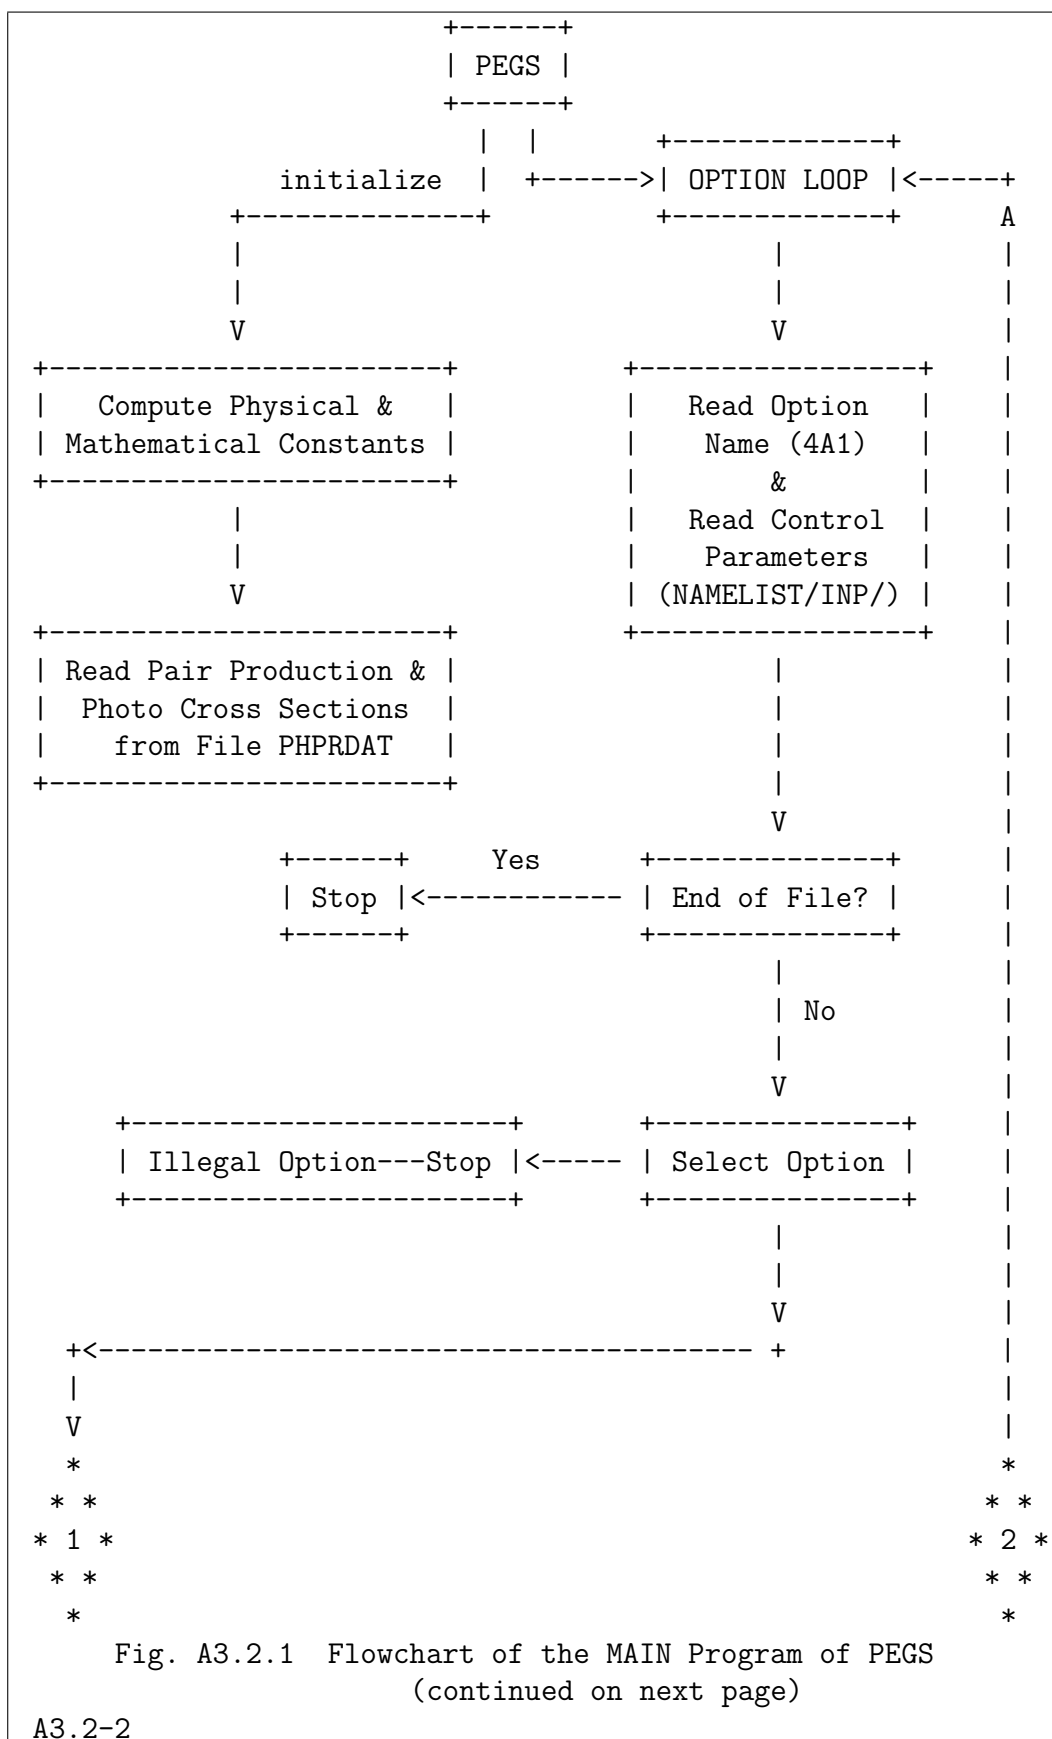 +------+
| PEGS |
+------+
|  |       +-------------+
initialize  |  +------>| OPTION LOOP |<-----+
+--------------+          +-------------+      A
|                                |             |
|                                |             |
V                                V             |
+------------------------+          +-----------------+    |
|   Compute Physical &   |          |   Read Option   |    |
| Mathematical Constants |          |    Name (4A1)   |    |
+------------------------+          |        &        |    |
|                       |   Read Control  |    |
|                       |    Parameters   |    |
V                       | (NAMELIST/INP/) |    |
+------------------------+          +-----------------+    |
| Read Pair Production & |                   |             |
|  Photo Cross Sections  |                   |             |
|    from File PHPRDAT   |                   |             |
+------------------------+                   |             |
V             |
+------+     Yes      +--------------+      |
| Stop |<------------ | End of File? |      |
+------+              +--------------+      |
|             |
| No          |
|             |
V             |
+-----------------------+       +---------------+     |
| Illegal Option---Stop |<----- | Select Option |     |
+-----------------------+       +---------------+     |
|             |
|             |
V             |
+<---------------------------------------- +             |
|                                                        |
V                                                        |
*                                                        *
* *                                                      * *
* 1 *                                                    * 2 *
* *                                                      * *
*                                                        *
Fig. A3.2.1  Flowchart of the MAIN Program of PEGS
(continued on next page)
A3.2-2